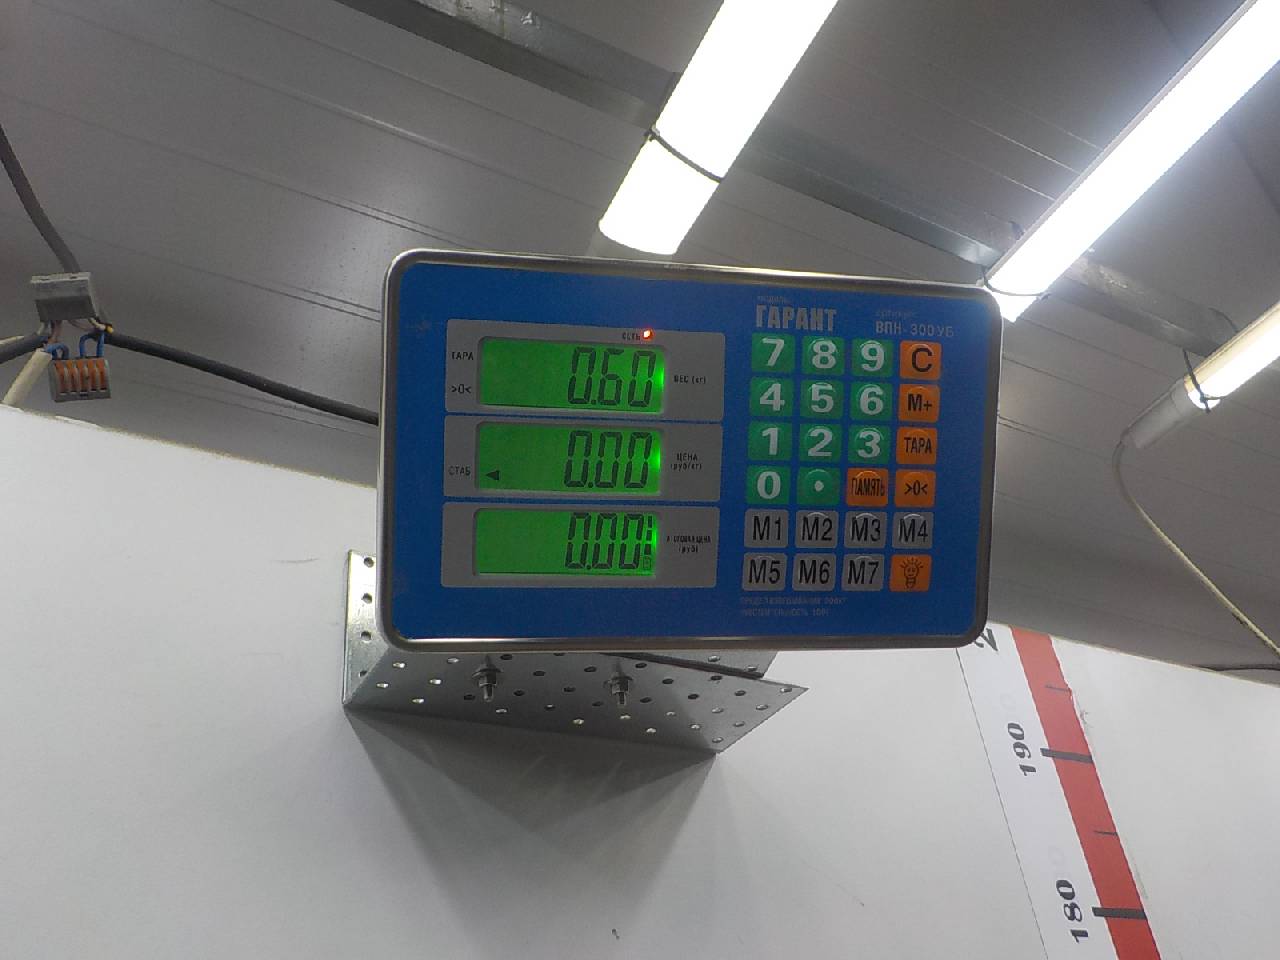 МОДЕЛЬ
ГАРАНТ
АРТИКУЛ
ВПН-300УБ
СЕТЬ
ТАРА
>0<
0.60
ВЕС (кг)
СТАБ
0.00
ЦЕНА
(руб/кг)
0.00
(руб)
7 8 9 C
4 5 6 M+
1 2 3 ТАРА
0 . ПАМЯТЬ >0<
M1 M2 M3 M4
M5 M6 M7
2
190
180